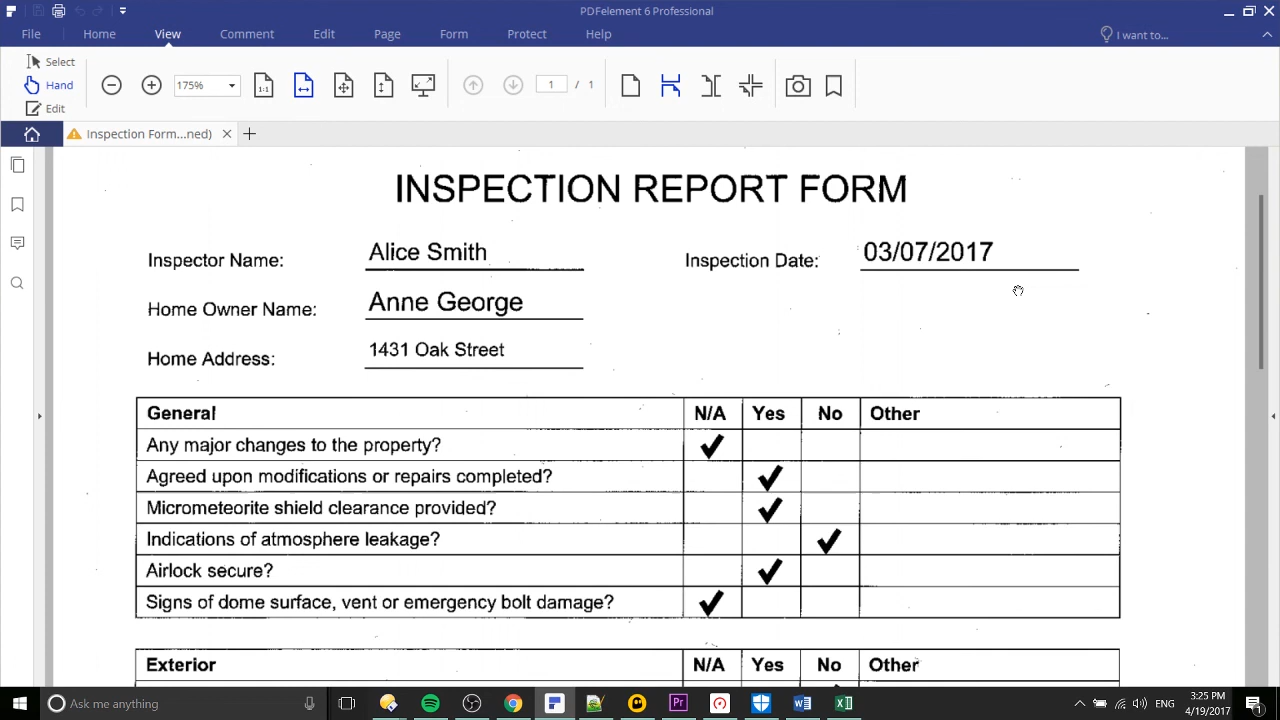 PDFelement 6 Professional
File Home View Comment Edit Page Form Protect Help I want to...
Select
Hand
Edit
175%
1:1
1 / 1
Inspection Form...ned)
INSPECTION REPORT FORM
Inspector Name: Alice Smith Inspection Date: 03/07/2017
Home Owner Name: Anne George
Home Address: 1431 Oak Street
General N/A Yes No Other
Any major changes to the property?
Agreed upon modifications or repairs completed?
Micrometeorite shield clearance provided?
Indications of atmosphere leakage?
Airlock secure?
Signs of dome surface, vent or emergency bolt damage?
Exterior N/A Yes No Other
Ask me anything
Pr
3:25 PM
4/19/2017